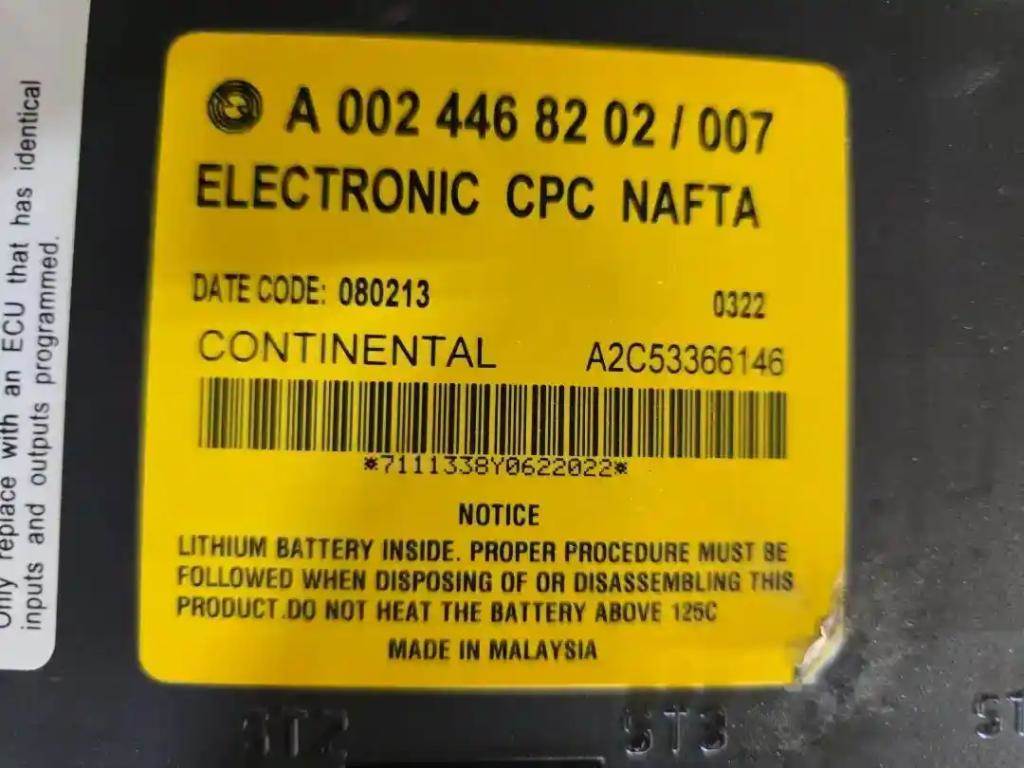 Only replace with an ECU that has identical
inputs and outputs programmed.
A 002 446 82 02 / 007
ELECTRONIC CPC NAFTA
DATE CODE: 080213
0322
CONTINENTAL A2C53366146
*7111338Y0622022*
NOTICE
LITHIUM BATTERY INSIDE. PROPER PROCEDURE MUST BE
FOLLOWED WHEN DISPOSING OF OR DISASSEMBLING THIS
PRODUCT.DO NOT HEAT THE BATTERY ABOVE 125C
MADE IN MALAYSIA
ST2 ST3